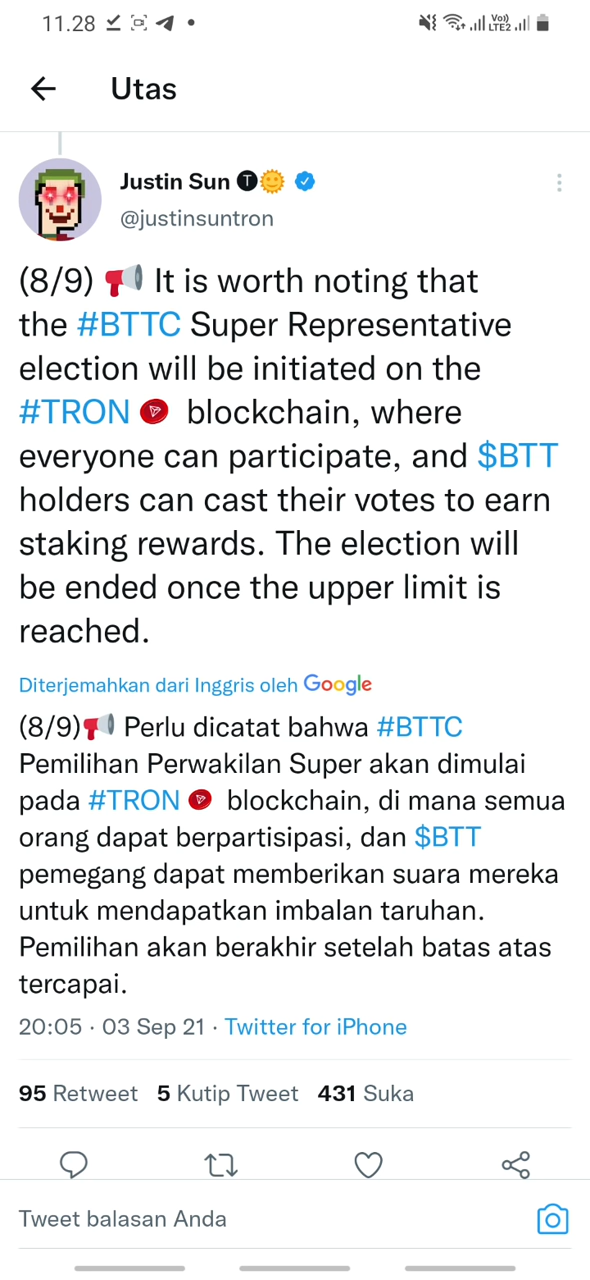 11.28
Vo))
LTE2
Utas
Justin Sun T🌞
@justinsuntron
(8/9) 📢 It is worth noting that
the #BTTC Super Representative
election will be initiated on the
#TRON blockchain, where
everyone can participate, and $BTT
holders can cast their votes to earn
staking rewards. The election will
be ended once the upper limit is
reached.
Diterjemahkan dari Inggris oleh Google
(8/9)📢 Perlu dicatat bahwa #BTTC
Pemilihan Perwakilan Super akan dimulai
pada #TRON blockchain, di mana semua
orang dapat berpartisipasi, dan $BTT
pemegang dapat memberikan suara mereka
untuk mendapatkan imbalan taruhan.
Pemilihan akan berakhir setelah batas atas
tercapai.
20:05 · 03 Sep 21 · Twitter for iPhone
95 Retweet 5 Kutip Tweet 431 Suka
Tweet balasan Anda